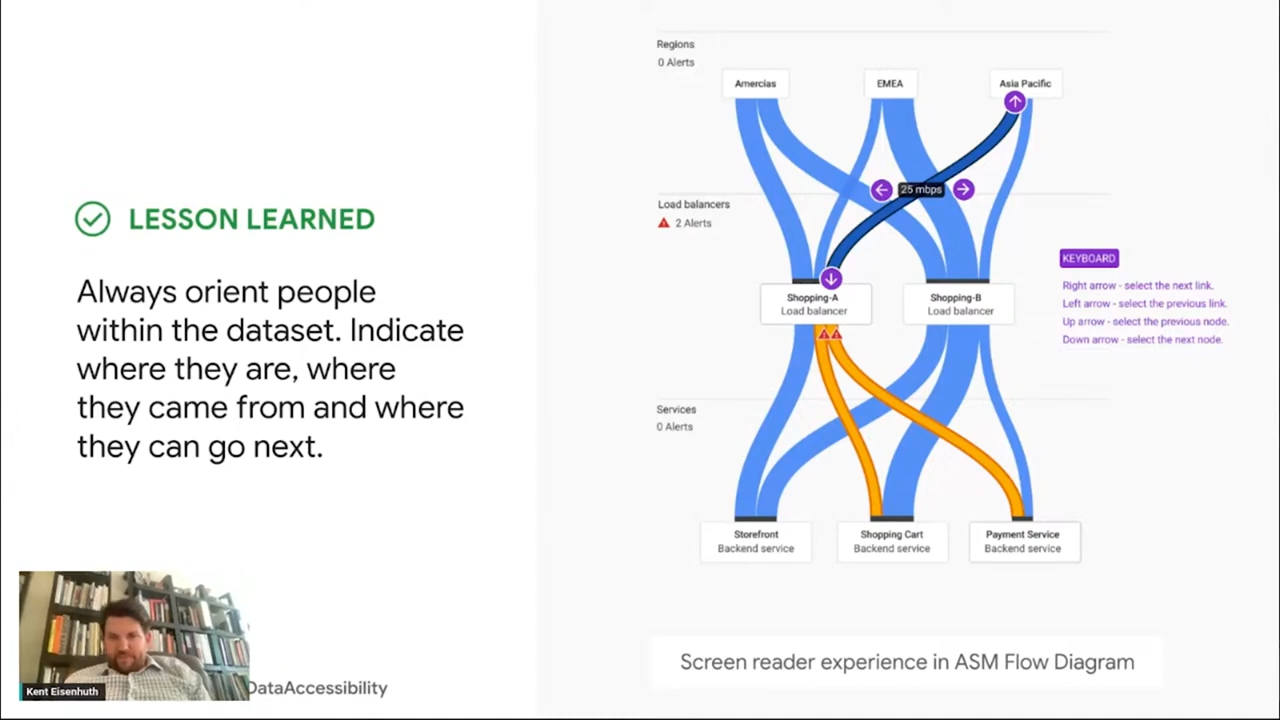 LESSON LEARNED
Always orient people
within the dataset. Indicate
where they are, where
they came from and where
they can go next.
Kent Eisenhuth
DataAccessibility
Regions
0 Alerts
Amercias
EMEA
Asia Pacific
25 mbps
Load balancers
2 Alerts
Shopping-A
Load balancer
Shopping-B
Load balancer
KEYBOARD
Right arrow - select the next link.
Left arrow - select the previous link.
Up arrow - select the previous node.
Down arrow - select the next node.
Services
0 Alerts
Storefront
Backend service
Shopping Cart
Backend service
Payment Service
Backend service
Screen reader experience in ASM Flow Diagram